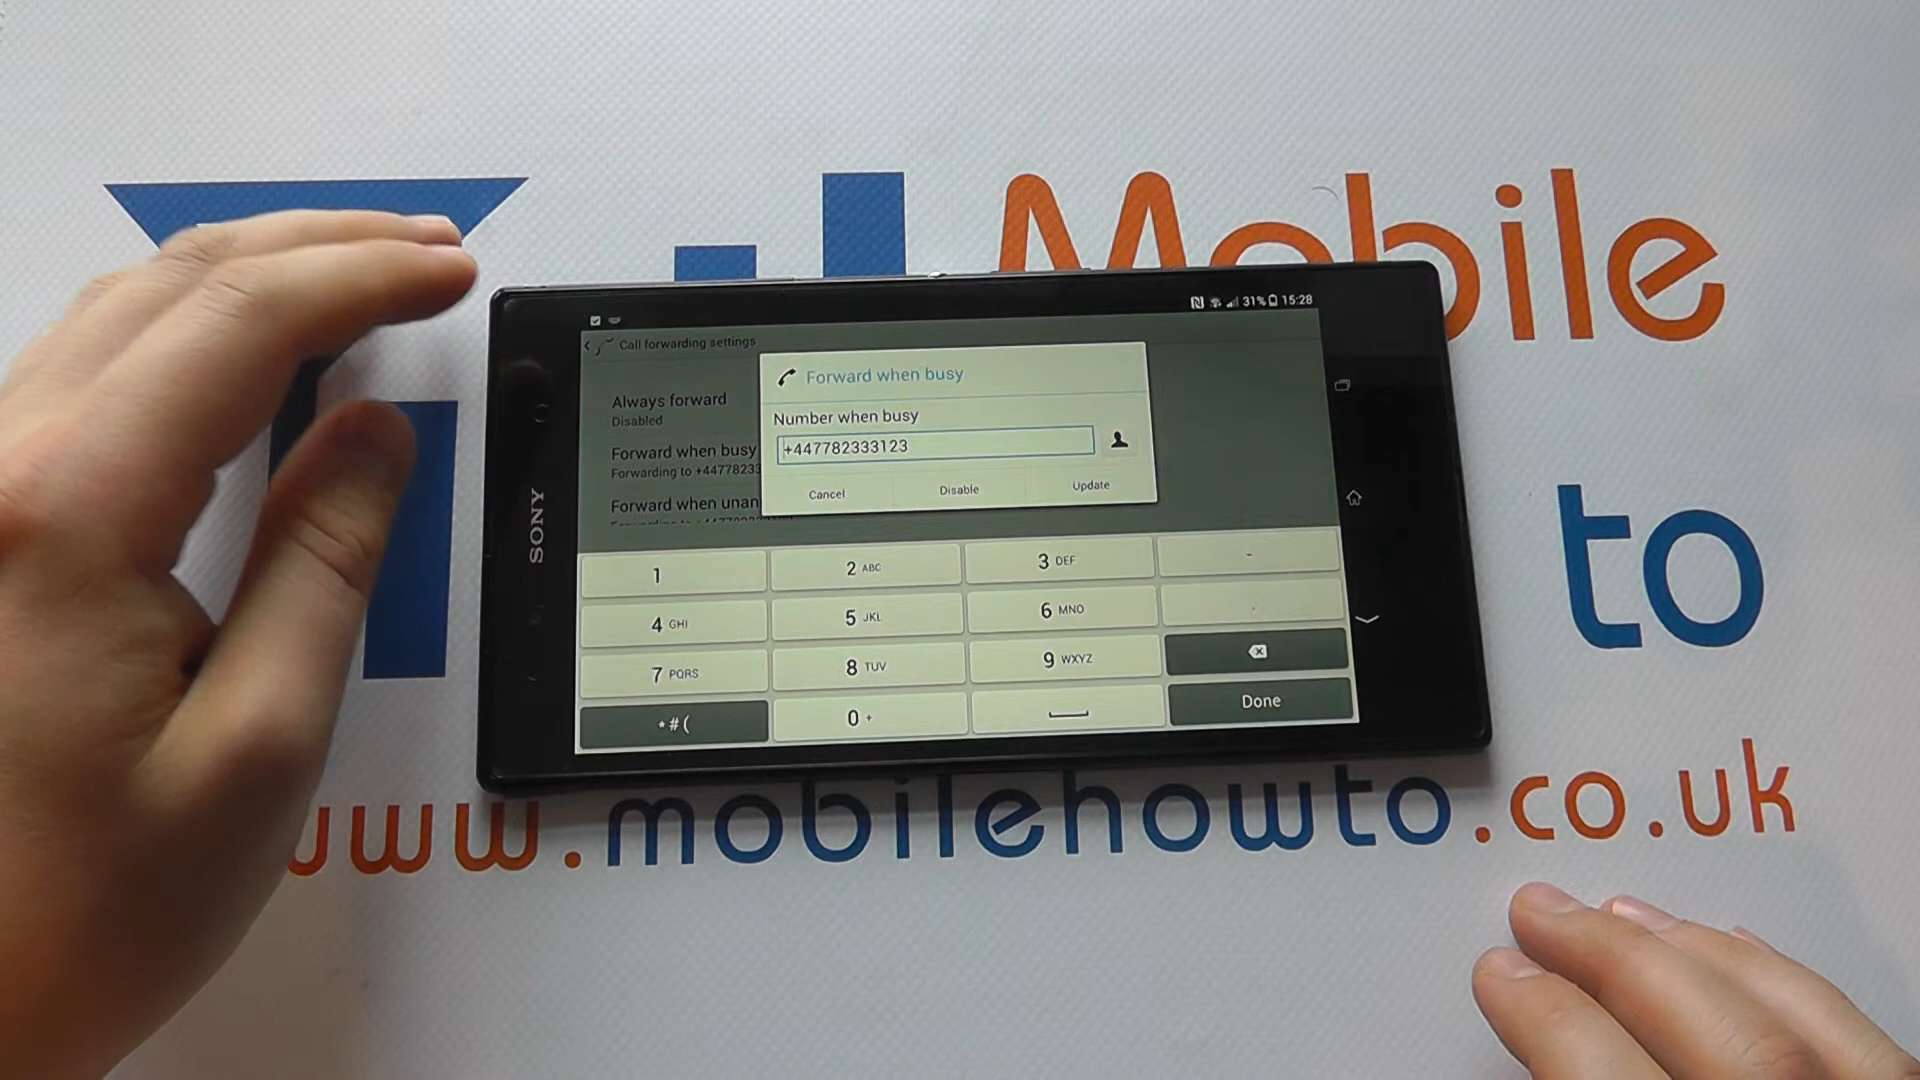 Mobile
to
www.mobilehowto.co.uk
SONY
31% 15:28
Call forwarding settings
Always forward
Disabled
Forward when busy
Forwarding to +4477823
Forward when unan
Forward when busy
Number when busy
+447782333123
Cancel Disable Update
1 2 ABC 3 DEF -
4 GHI 5 JKL 6 MNO .
7 PQRS 8 TUV 9 WXYZ
*#( 0 + Done